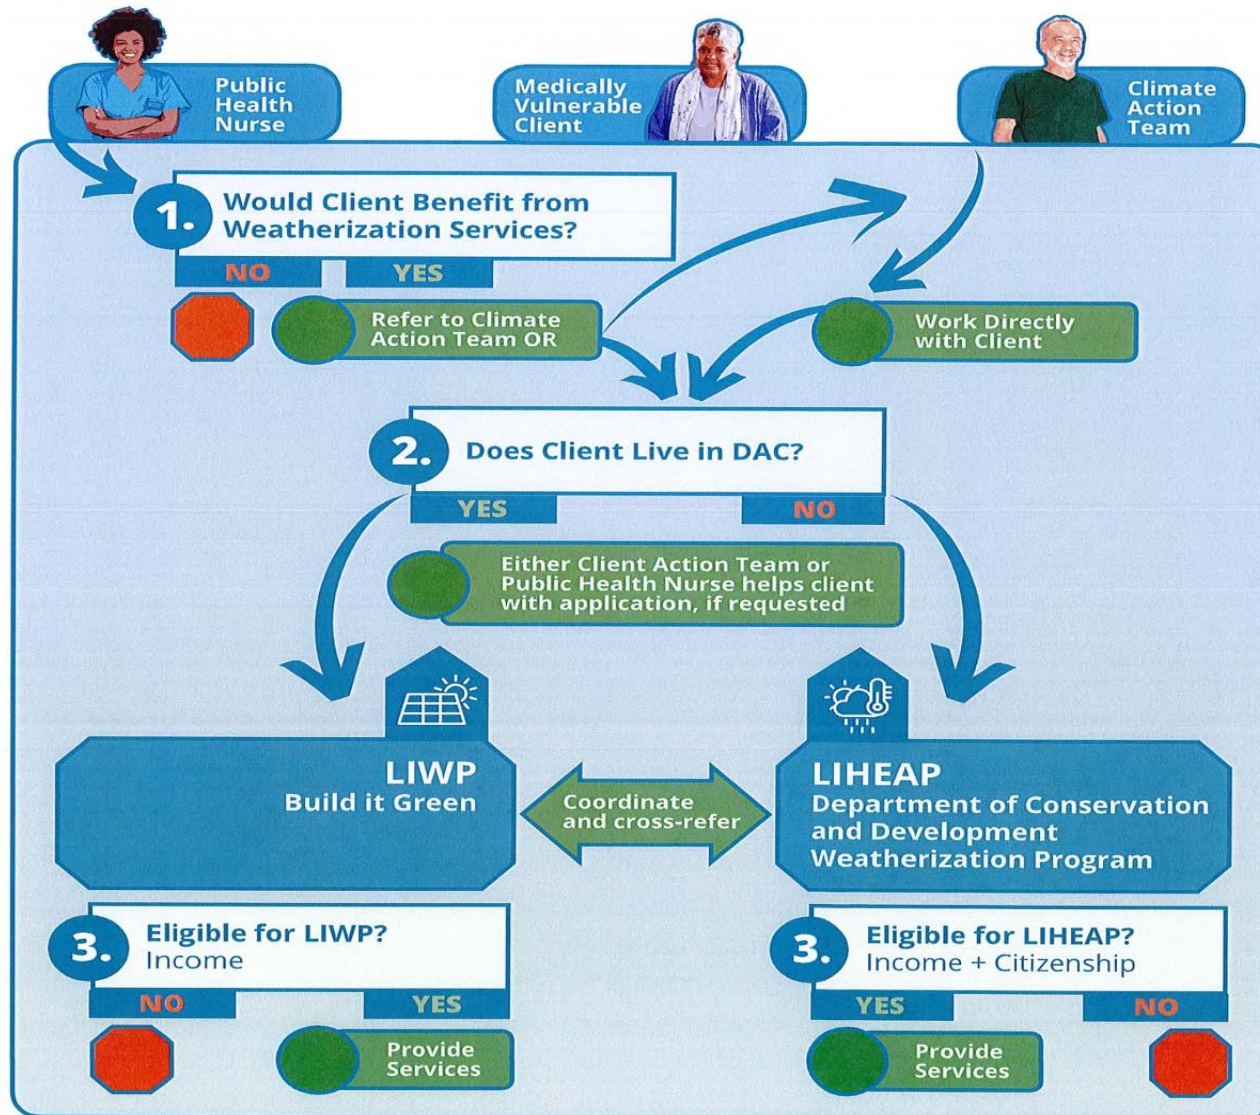 Public
Health
Nurse
Medically
Vulnerable
Client
Climate
Action
Team
1.
Would Client Benefit from
Weatherization Services?
NO
YES
Refer to Climate
Action Team OR
Work Directly
with Client
2.
Does Client Live in DAC?
YES
NO
Either Client Action Team or
Public Health Nurse helps client
with application, if requested
LIWP
Build it Green
Coordinate
and cross-refer
LIHEAP
Department of Conservation
and Development
Weatherization Program
3.
Eligible for LIWP?
Income
NO
YES
Provide
Services
3.
Eligible for LIHEAP?
Income + Citizenship
YES
NO
Provide
Services